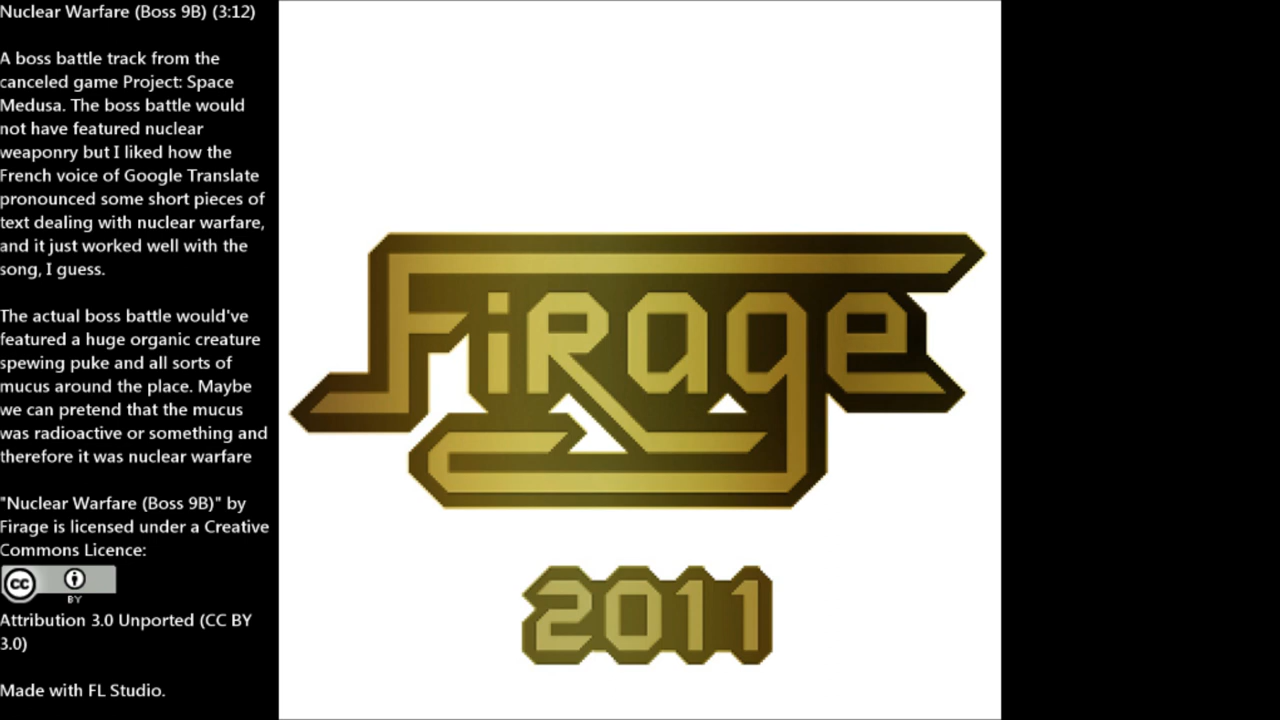 Nuclear Warfare (Boss 9B) (3:12)
A boss battle track from the
canceled game Project: Space
Medusa. The boss battle would
not have featured nuclear
weaponry but I liked how the
French voice of Google Translate
pronounced some short pieces of
text dealing with nuclear warfare,
and it just worked well with the
song, I guess.
The actual boss battle would've
featured a huge organic creature
spewing puke and all sorts of
mucus around the place. Maybe
we can pretend that the mucus
was radioactive or something and
therefore it was nuclear warfare
"Nuclear Warfare (Boss 9B)" by
Firage is licensed under a Creative
Commons Licence:
cc
BY
Attribution 3.0 Unported (CC BY
3.0)
Made with FL Studio.
FiRage
2011